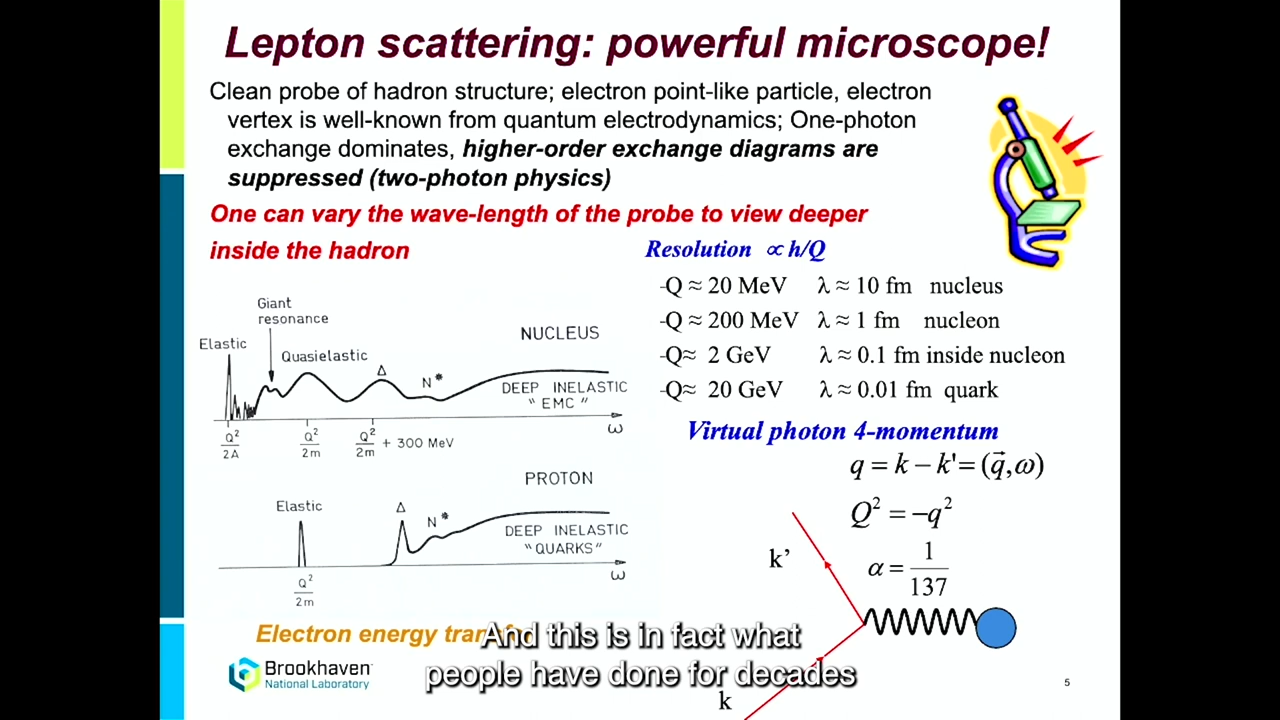 Lepton scattering: powerful microscope!
Clean probe of hadron structure; electron point-like particle, electron
vertex is well-known from quantum electrodynamics; One-photon
exchange dominates, higher-order exchange diagrams are
suppressed (two-photon physics)
One can vary the wave-length of the probe to view deeper
inside the hadron
Resolution ∝ h/Q
-Q ≈ 20 MeV λ ≈ 10 fm nucleus
-Q ≈ 200 MeV λ ≈ 1 fm nucleon
-Q≈ 2 GeV λ ≈ 0.1 fm inside nucleon
-Q≈ 20 GeV λ ≈ 0.01 fm quark
Giant
resonance
NUCLEUS
Elastic
Quasielastic
Δ
N*
DEEP INELASTIC
"EMC"
ω
Q²/2A
Q²/2m
Q²/2m + 300 MeV
PROTON
Elastic
Δ
N*
DEEP INELASTIC
"QUARKS"
ω
Q²/2m
Virtual photon 4-momentum
q = k – k' = (q⃗,ω)
Q² = –q²
α = 1/137
k'
k
Electron energy
And this is in fact what
people have done for decades
Brookhaven
National Laboratory
5